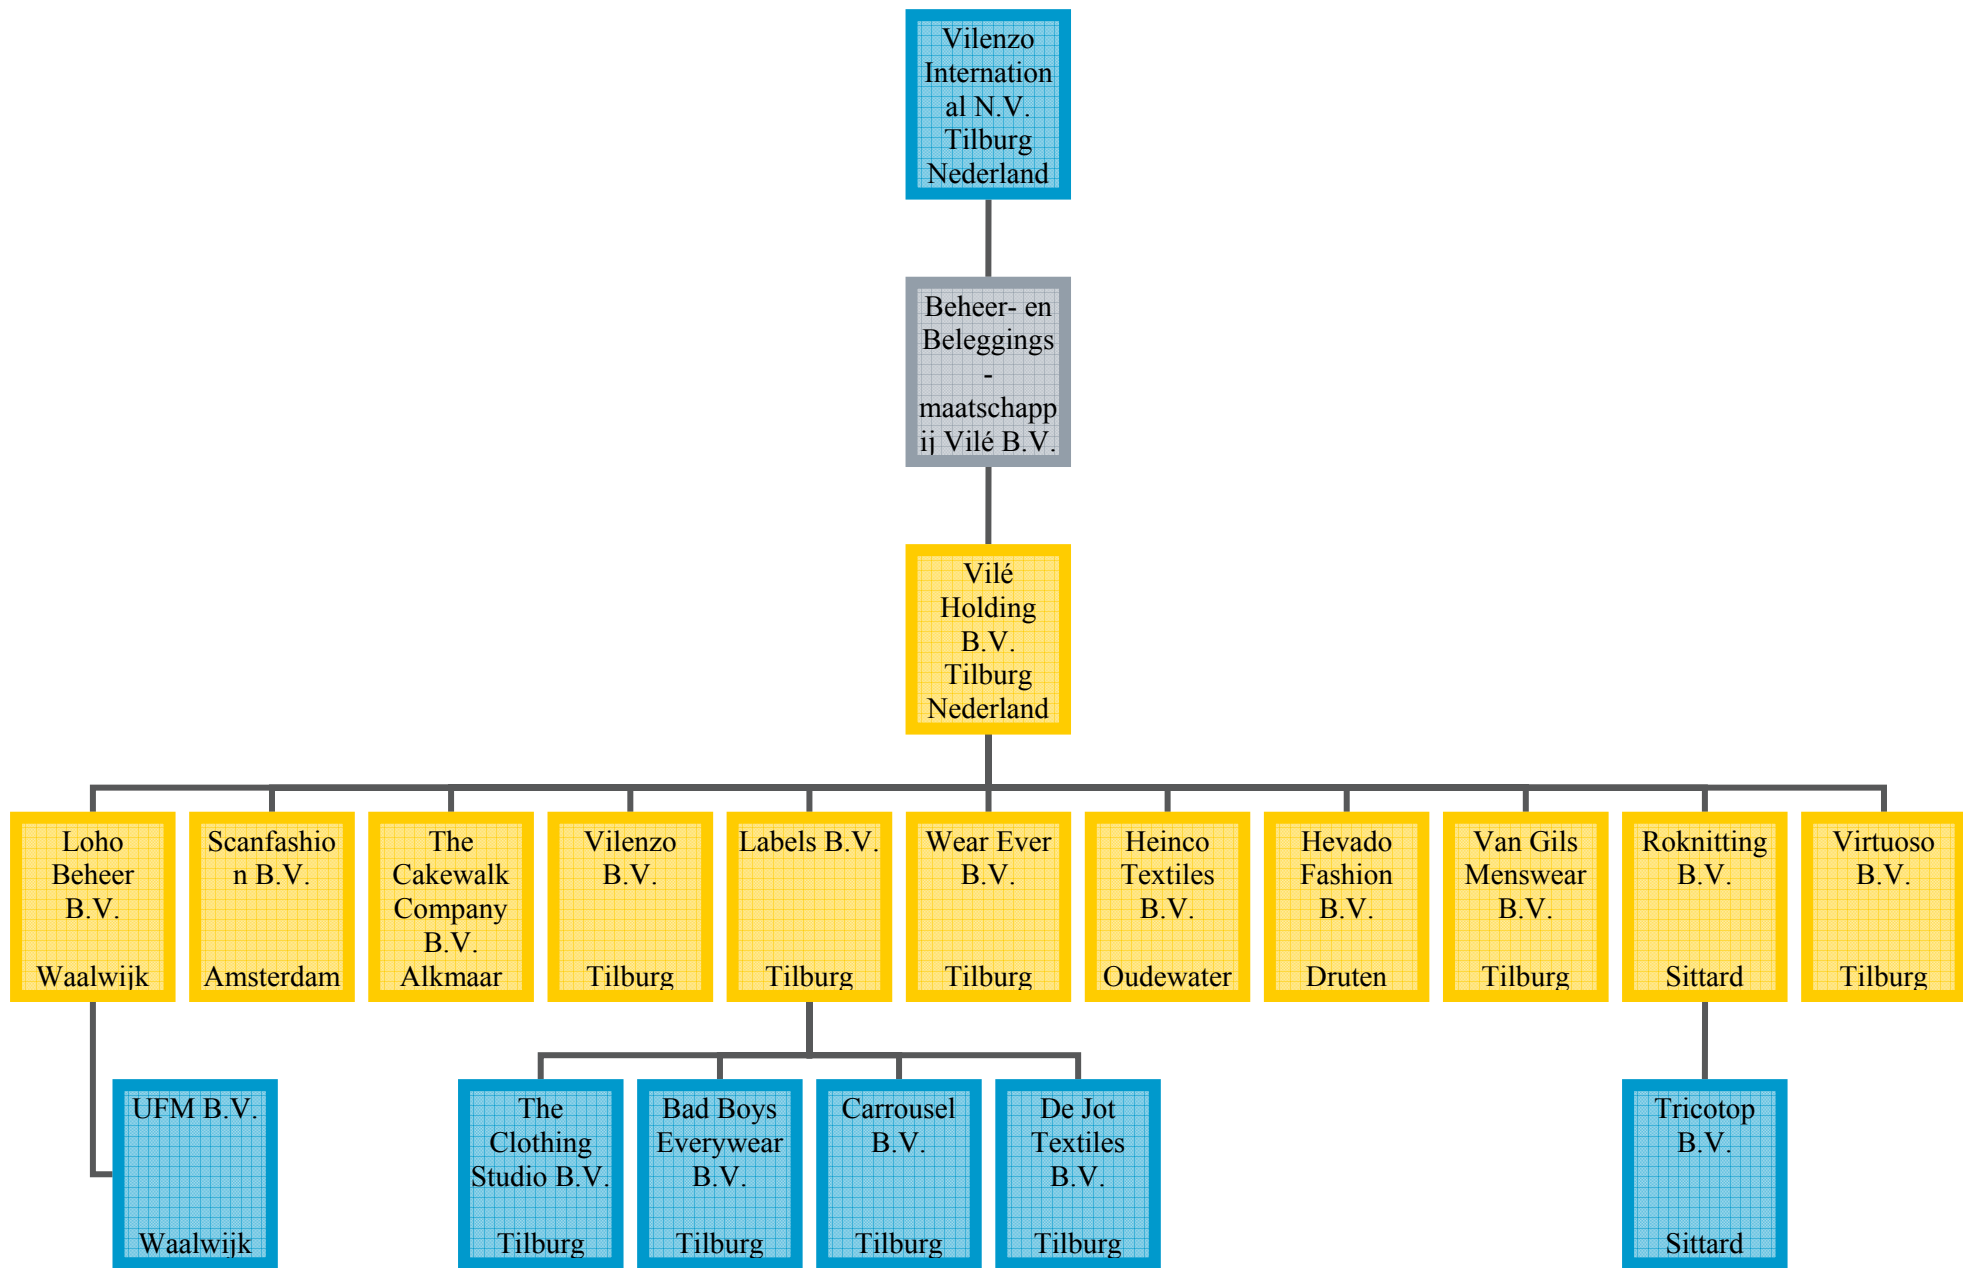 Vilenzo
Internation
al N.V.
Tilburg
Nederland
Beheer- en
Beleggings
-
maatschapp
ij Vilé B.V.
Vilé
Holding
B.V.
Tilburg
Nederland
Loho
Beheer
B.V.
Waalwijk
Scanfashio
n B.V.
Amsterdam
The
Cakewalk
Company
B.V.
Alkmaar
Vilenzo
B.V.
Tilburg
Labels B.V.
Tilburg
Wear Ever
B.V.
Tilburg
Heinco
Textiles
B.V.
Oudewater
Hevado
Fashion
B.V.
Druten
Van Gils
Menswear
B.V.
Tilburg
Roknitting
B.V.
Sittard
Virtuoso
B.V.
Tilburg
UFM B.V.
Waalwijk
The
Clothing
Studio B.V.
Tilburg
Bad Boys
Everywear
B.V.
Tilburg
Carrousel
B.V.
Tilburg
De Jot
Textiles
B.V.
Tilburg
Tricotop
B.V.
Sittard